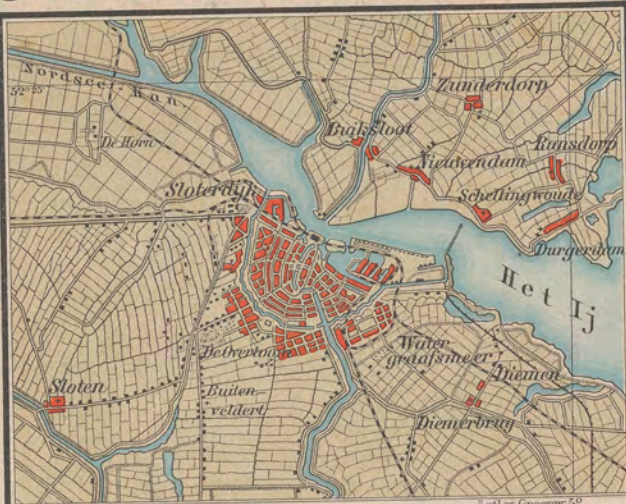 Nordsee-Kan.
52°25'
De Horn
Zunderdorp
Buiksloot
Ransdorp
Nieuwendam
Sloterdijk
Schellingwoude
Durgerdam
Het Ij
De Overtoom
Water
graafsmeer
Diemen
Sloten
Buiten-
veldert
Diemerbrug